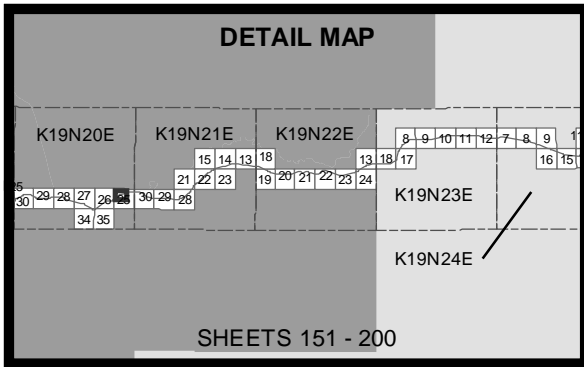 DETAIL MAP
K19N20E K19N21E K19N22E
8 9 10 11 12 7 8 9
15 14 13 18 13 18 17 16 15
21 22 23 19 20 21 22 23 24
30 29 28 27 26 25 30 29 28
34 35
K19N23E
K19N24E
SHEETS 151 - 200